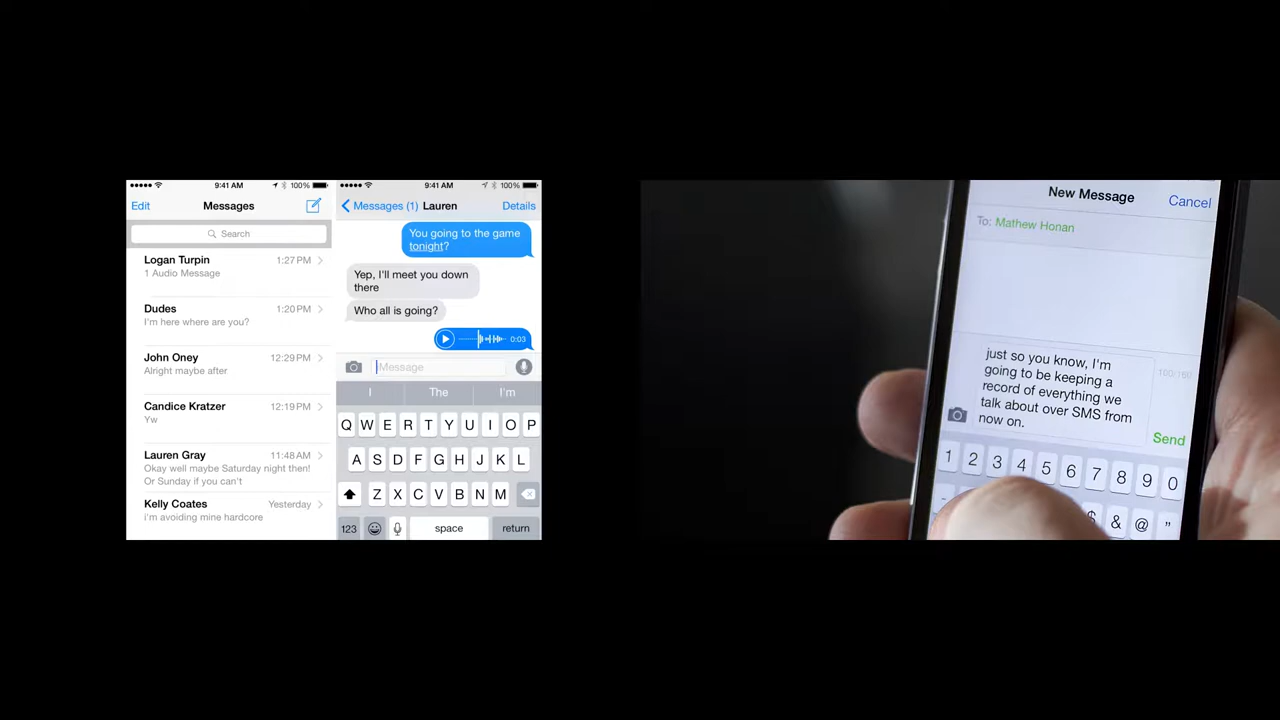 9:41 AM 100%
Edit Messages
Search
Logan Turpin 1:27 PM
1 Audio Message
Dudes 1:20 PM
I'm here where are you?
John Oney 12:29 PM
Alright maybe after
Candice Kratzer 12:19 PM
Yw
Lauren Gray 11:48 AM
Okay well maybe Saturday night then!
Or Sunday if you can't
Kelly Coates Yesterday
i'm avoiding mine hardcore
9:41 AM 100%
Messages (1) Lauren Details
You going to the game
tonight?
Yep, I'll meet you down
there
Who all is going?
0:03
Message
I The I'm
Q W E R T Y U I O P
A S D F G H J K L
Z X C V B N M
123 space return
New Message Cancel
To: Mathew Honan
just so you know, I'm
going to be keeping a
record of everything we
talk about over SMS from
now on.
100/160
Send
1 2 3 4 5 6 7 8 9 0
- $ & @ "